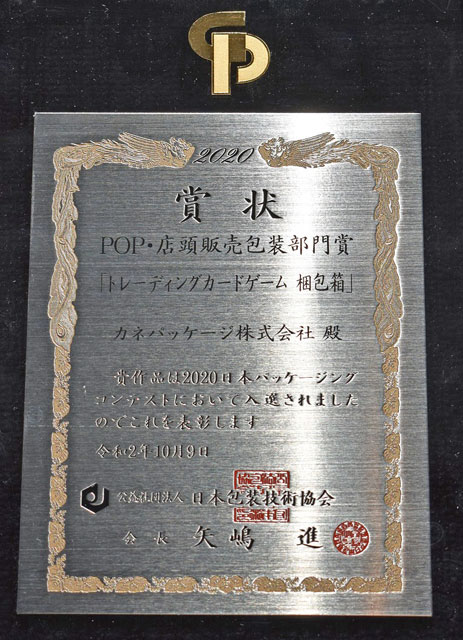 2020
賞状
POP・店頭販売包装部門賞
「トレーディングカードゲーム 梱包箱」
カネパッケージ株式会社 殿
貴作品は2020日本パッケージング
コンテストにおいて入選されました
のでこれを表彰します
令和2年10月9日
公益社団法人 日本包装技術協会
会長 矢嶋 進